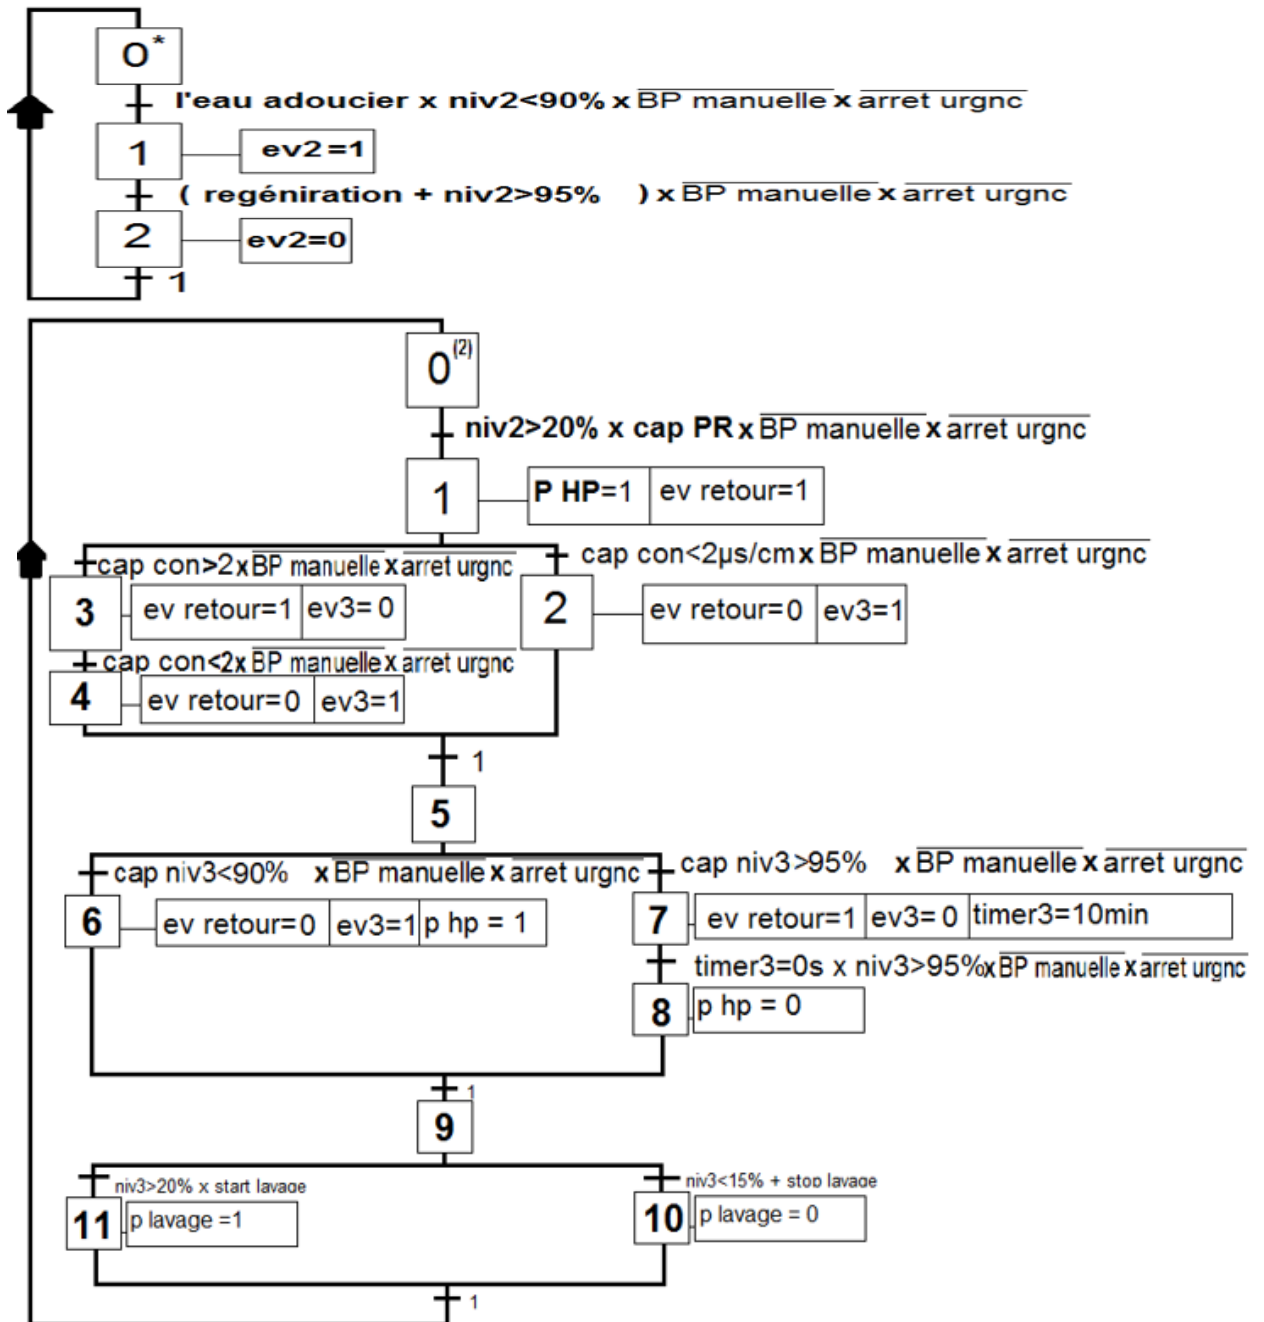 0*
l'eau adoucier x niv2<90% x BP manuelle x arret urgnc
1 ev2=1
( regéniration + niv2>95% ) x BP manuelle x arret urgnc
2 ev2=0
1
0(2)
niv2>20% x cap PR x BP manuelle x arret urgnc
1 P HP=1 ev retour=1
cap con>2 x BP manuelle x arret urgnc cap con<2µs/cm x BP manuelle x arret urgnc
3 ev retour=1 ev3= 0 2 ev retour=0 ev3=1
cap con<2x BP manuelle x arret urgnc
4 ev retour=0 ev3=1
1
5
cap niv3<90% x BP manuelle x arret urgnc cap niv3>95% x BP manuelle x arret urgnc
6 ev retour=0 ev3=1 p hp = 1 7 ev retour=1 ev3= 0 timer3=10min
timer3=0s x niv3>95%x BP manuelle x arret urgnc
8 p hp = 0
1
9
niv3>20% x start lavage niv3<15% + stop lavage
11 p lavage =1 10 p lavage = 0
1